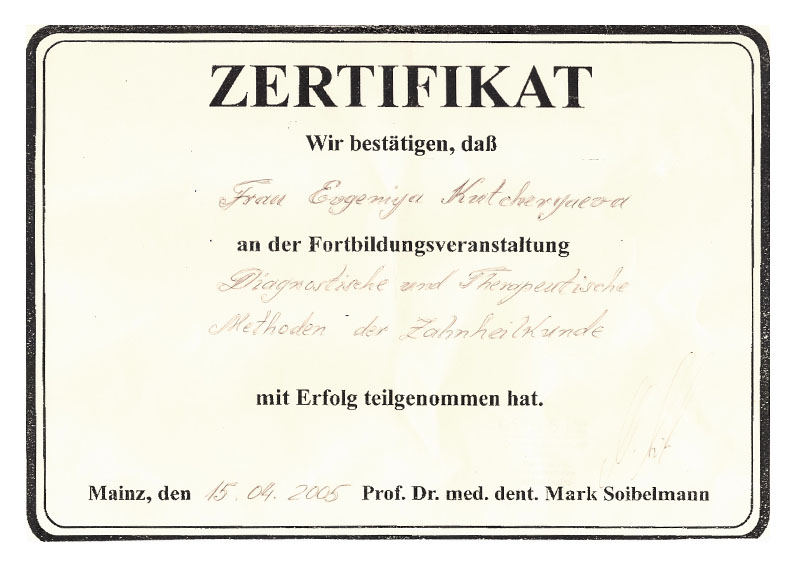 ZERTIFIKAT
Wir bestätigen, daß
Frau Evgeniya
an der Fortbildungsveranstaltung
Diagnostische und Therapeutische
Methoden der Zahnheilkunde
mit Erfolg teilgenommen hat.
Mainz, den 15.04.2005 Prof. Dr. med. dent. Mark Soibelmann